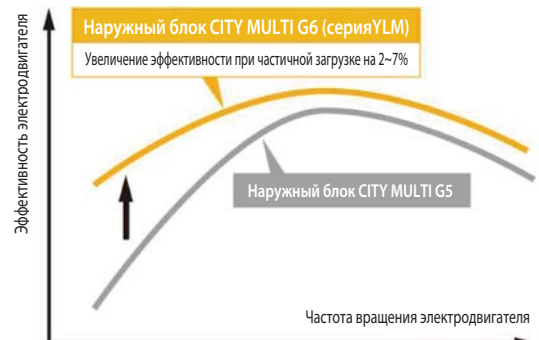 Эффективность электродвигателя
Наружный блок CITY MULTI G6 (серияYLM)
Увеличение эффективности при частичной загрузке на 2~7%
Наружный блок CITY MULTI G5
Частота вращения электродвигателя